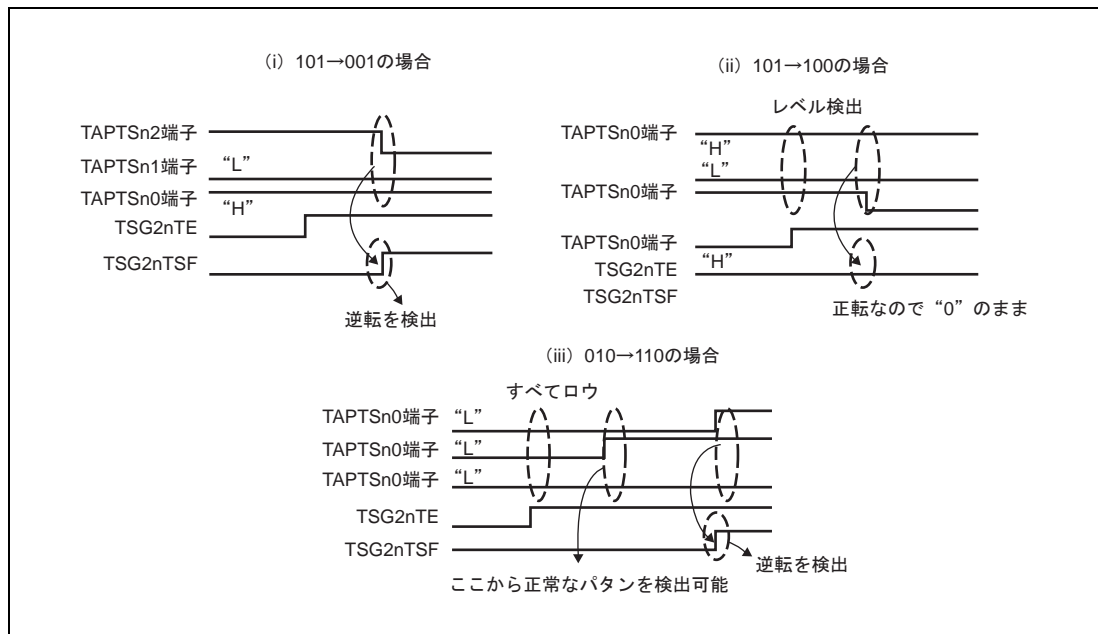 (i) 101→001の場合
TAPTSn2端子
TAPTSn1端子 “L”
TAPTSn0端子
“H”
TSG2nTE
TSG2nTSF
逆転を検出
(ii) 101→100の場合
レベル検出
TAPTSn0端子
“H”
“L”
TAPTSn0端子
TAPTSn0端子
“H”
TSG2nTE
TSG2nTSF
正転なので“0”のまま
(iii) 010→110の場合
すべてロウ
TAPTSn0端子 “L”
TAPTSn0端子 “L”
TAPTSn0端子 “L”
TSG2nTE
TSG2nTSF
ここから正常なパタンを検出可能
逆転を検出